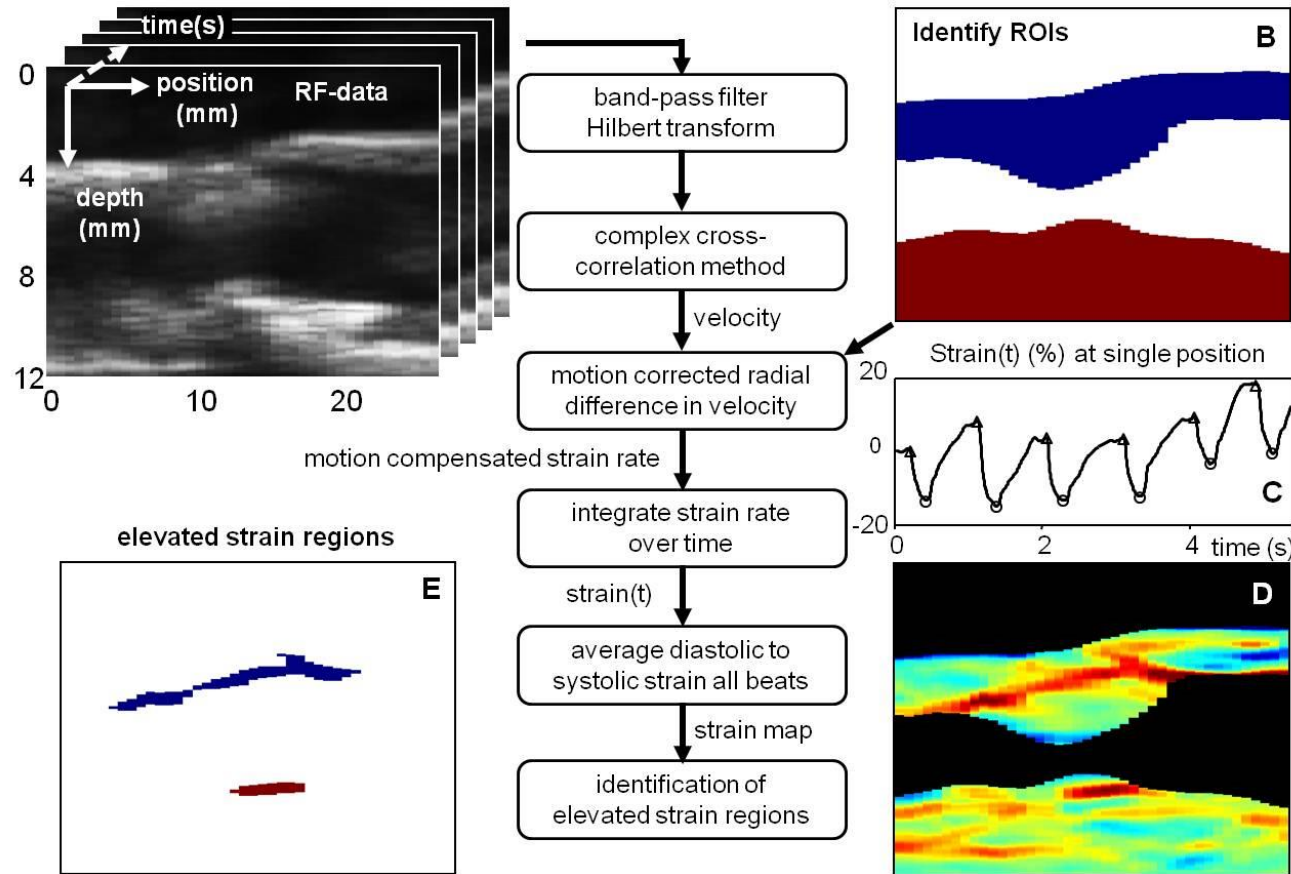 time(s)
position
(mm)
RF-data
depth
(mm)
0
4
8
12
0
10
20
band-pass filter
Hilbert transform
complex cross-
correlation method
velocity
motion corrected radial
difference in velocity
motion compensated strain rate
integrate strain rate
over time
strain(t)
average diastolic to
systolic strain all beats
strain map
identification of
elevated strain regions
Identify ROIs
B
Strain(t) (%) at single position
20
0
-20
0
2
4
time (s)
C
D
elevated strain regions
E